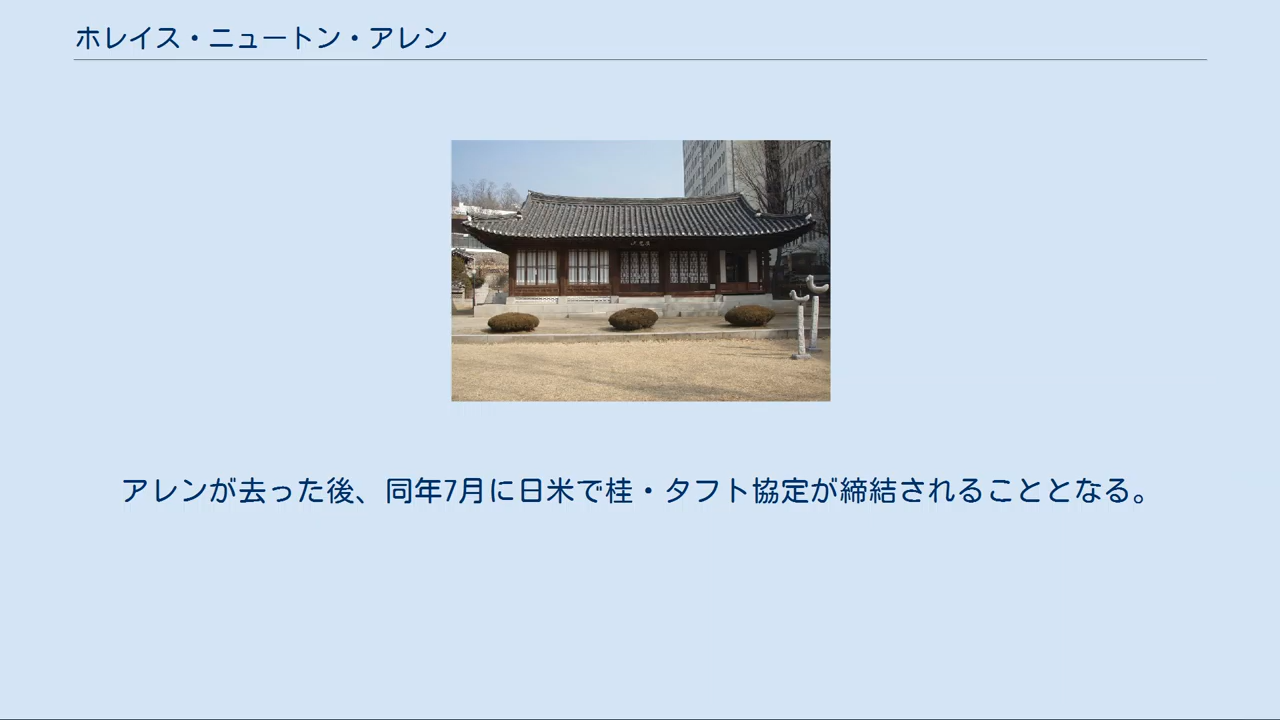 ホレイス・ニュートン・アレン
アレンが去った後、同年7月に日米で桂・タフト協定が締結されることとなる。